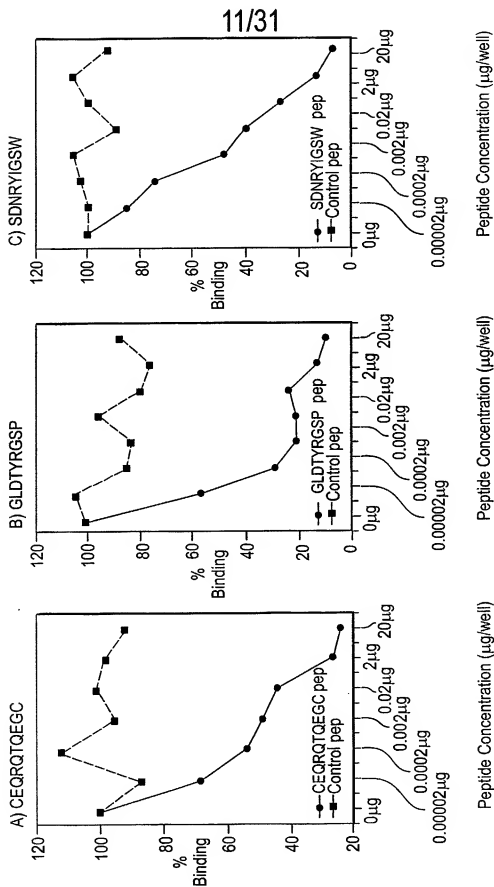 11/31
A) CEQRQTQEGC
120
100
80
60
40
20
%
Binding
CEQRQTQEGC pep
Control pep
0µg
0.00002µg
0.0002µg
0.002µg
0.02µg
2µg
20µg
Peptide Concentration (µg/well)
B) GLDTYRGSP
120
100
80
60
40
20
0
%
Binding
GLDTYRGSP pep
Control pep
0µg
0.00002µg
0.0002µg
0.002µg
0.02µg
2µg
20µg
Peptide Concentration (µg/well)
C) SDNRYIGSW
120
100
80
60
40
20
0
%
Binding
SDNRYIGSW pep
Control pep
0µg
0.00002µg
0.0002µg
0.002µg
0.02µg
2µg
20µg
Peptide Concentration (µg/well)